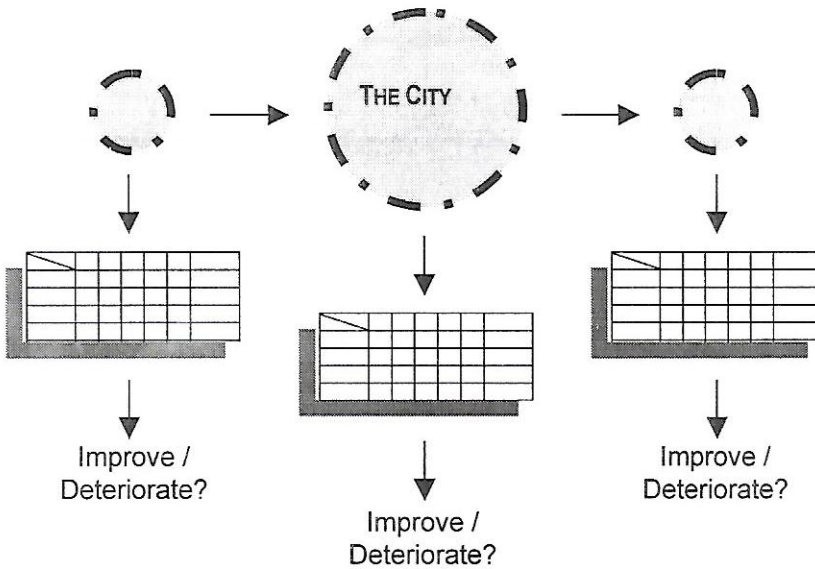 THE CITY
Improve /
Deteriorate?
Improve /
Deteriorate?
Improve /
Deteriorate?